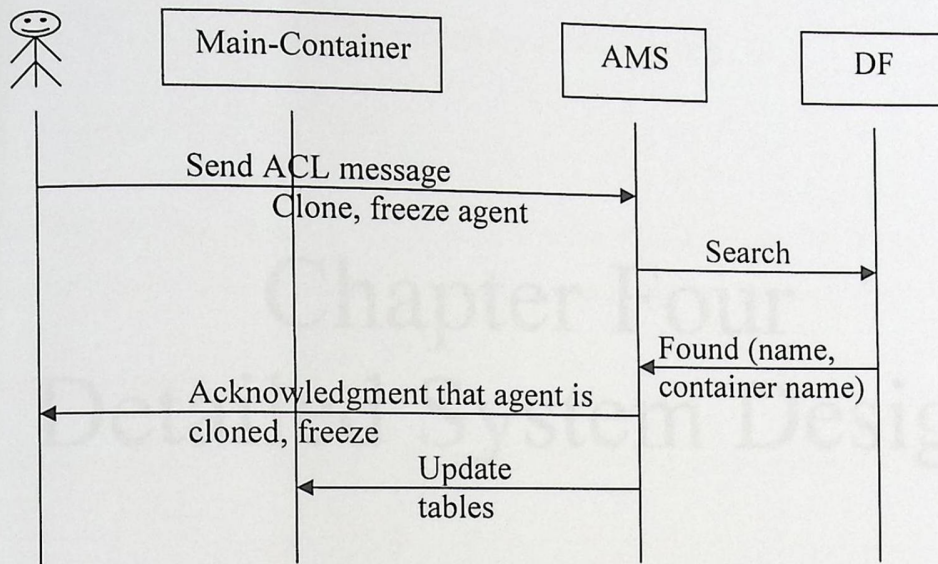 Main-Container
AMS
DF
Send ACL message
Clone, freeze agent
Search
Found (name,
container name)
Acknowledgment that agent is
cloned, freeze
Update
tables
Chapter Four
Detailed System Desig